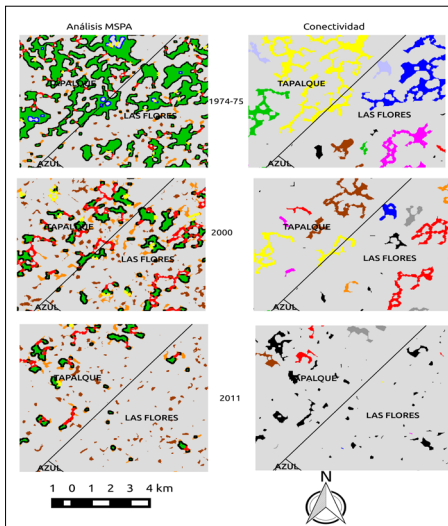 Análisis MSPA
Conectividad
TAPALQUE
LAS FLORES
AZUL
1974-75
TAPALQUE
LAS FLORES
AZUL
TAPALQUE
LAS FLORES
AZUL
2000
TAPALQUE
LAS FLORES
AZUL
TAPALQUE
LAS FLORES
AZUL
2011
TAPALQUE
LAS FLORES
AZUL
1 0 1 2 3 4 km
N